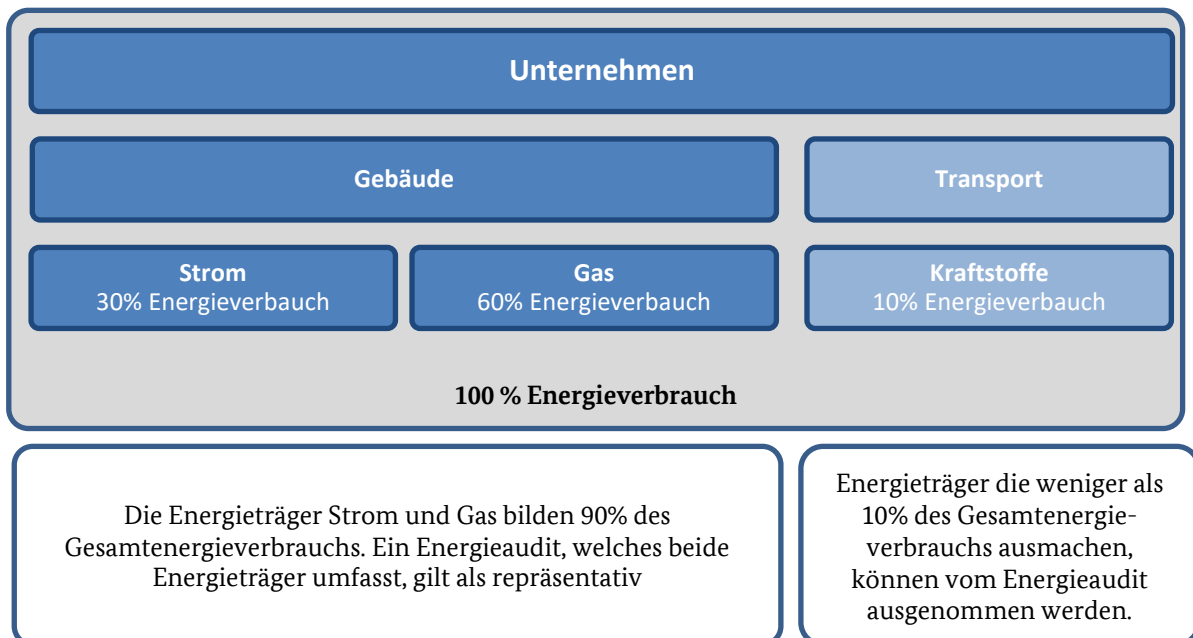 Unternehmen
Gebäude
Transport
Strom
30% Energieverbauch
Gas
60% Energieverbauch
Kraftstoffe
10% Energieverbauch
100 % Energieverbrauch
Die Energieträger Strom und Gas bilden 90% des
Gesamtenergieverbrauchs. Ein Energieaudit, welches beide
Energieträger umfasst, gilt als repräsentativ
Energieträger die weniger als
10% des Gesamtenergie-
verbrauchs ausmachen,
können vom Energieaudit
ausgenommen werden.